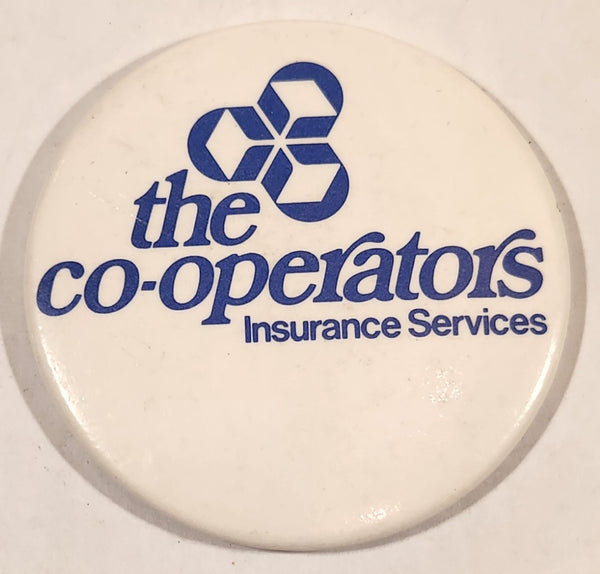 the
co-operators
Insurance Services